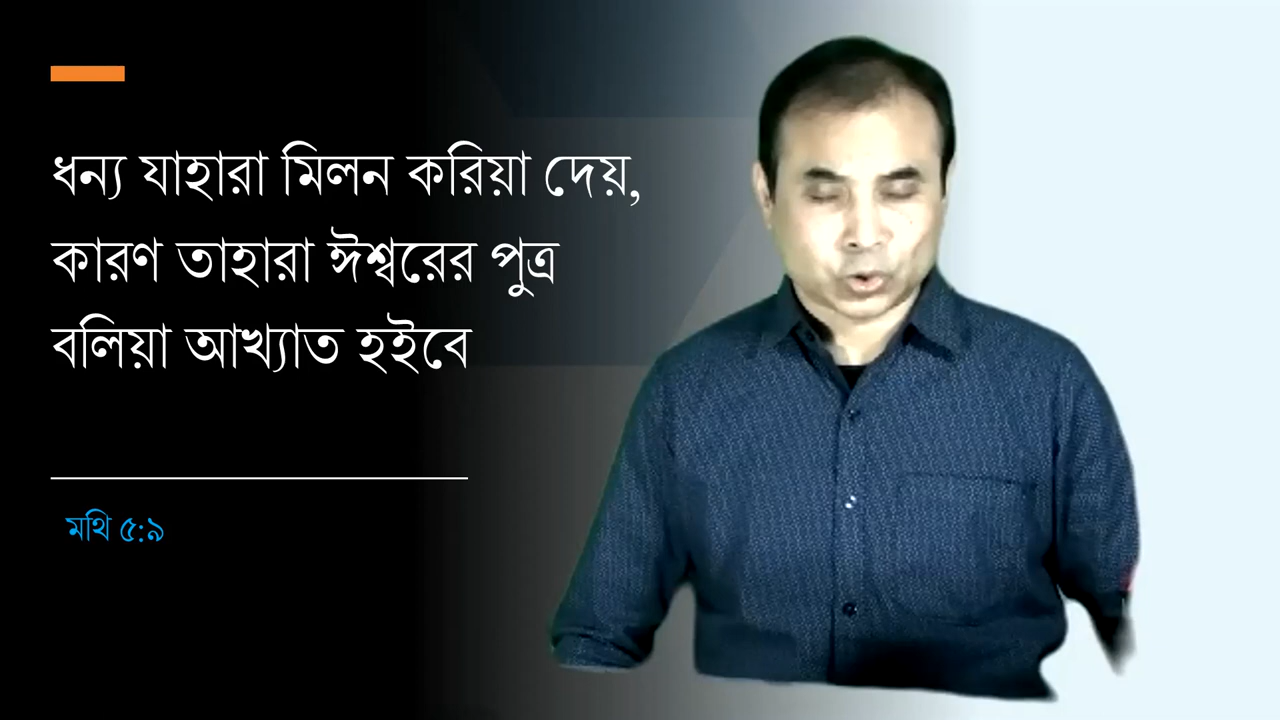 ধন্য যাহারা মিলন করিয়া দেয়,
কারণ তাহারা ঈশ্বরের পুত্র
বলিয়া আখ্যাত হইবে
মথি ৫:৯